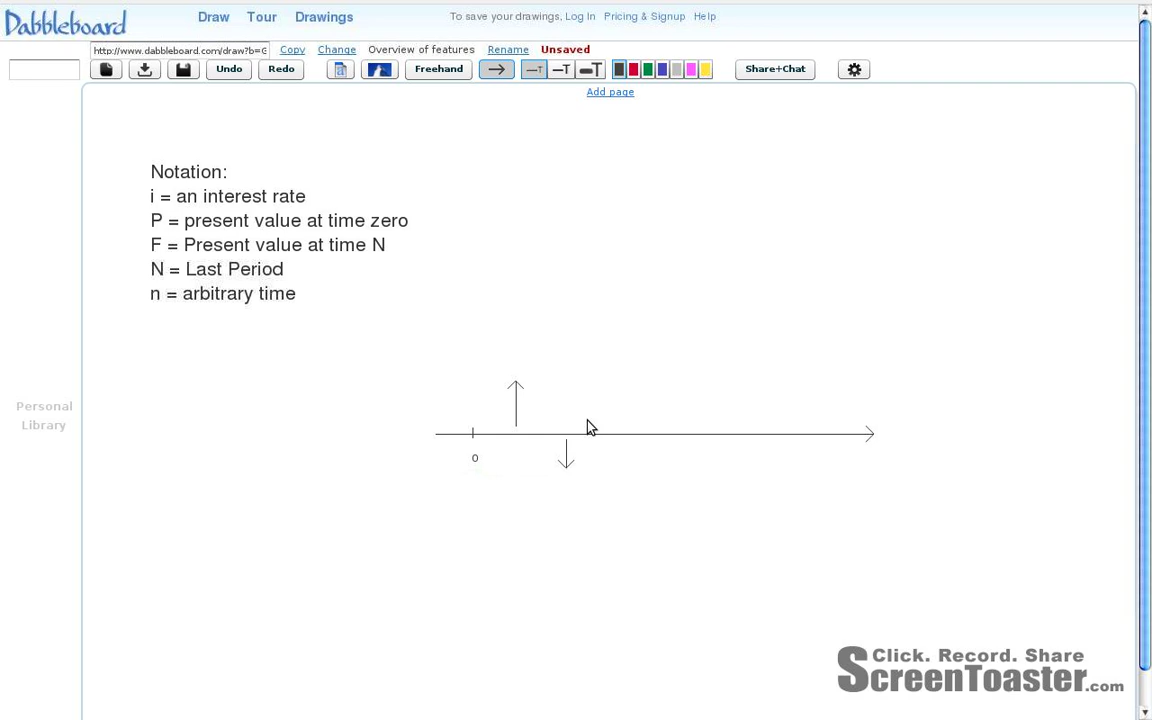 Dabbleboard
Draw Tour Drawings
To save your drawings, Log In Pricing & Signup Help
http://www.dabbleboard.com/draw?b=G Copy Change Overview of features Rename Unsaved
Undo Redo a Freehand T T T Share+Chat
Add page
Notation:
i = an interest rate
P = present value at time zero
F = Present value at time N
N = Last Period
n = arbitrary time
Personal
Library
0
Click. Record. Share
ScreenToaster.com